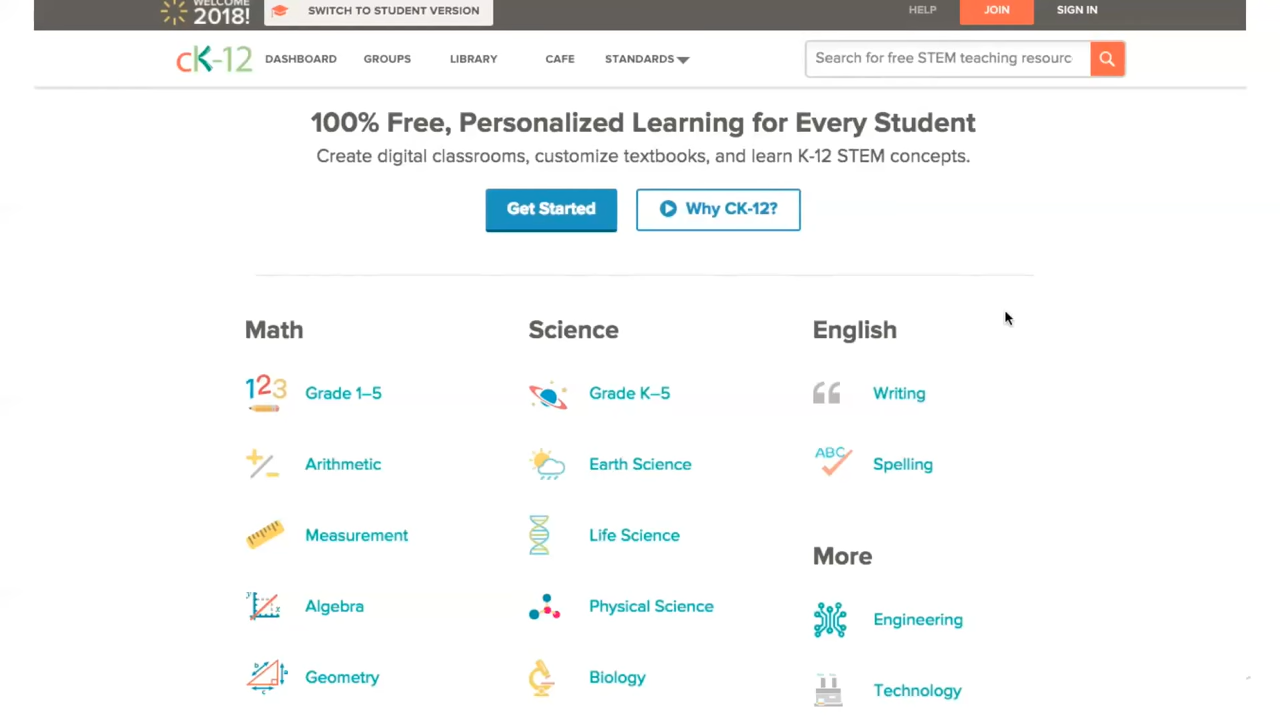 WELCOME
2018!
SWITCH TO STUDENT VERSION
HELP
JOIN
SIGN IN
cK-12
DASHBOARD
GROUPS
LIBRARY
CAFE
STANDARDS
Search for free STEM teaching resourc
100% Free, Personalized Learning for Every Student
Create digital classrooms, customize textbooks, and learn K-12 STEM concepts.
Get Started
Why CK-12?
Math
123
Grade 1–5
Arithmetic
Measurement
y
x
Algebra
Geometry
Science
Grade K–5
Earth Science
Life Science
Physical Science
Biology
English
Writing
ABC
Spelling
More
Engineering
Technology